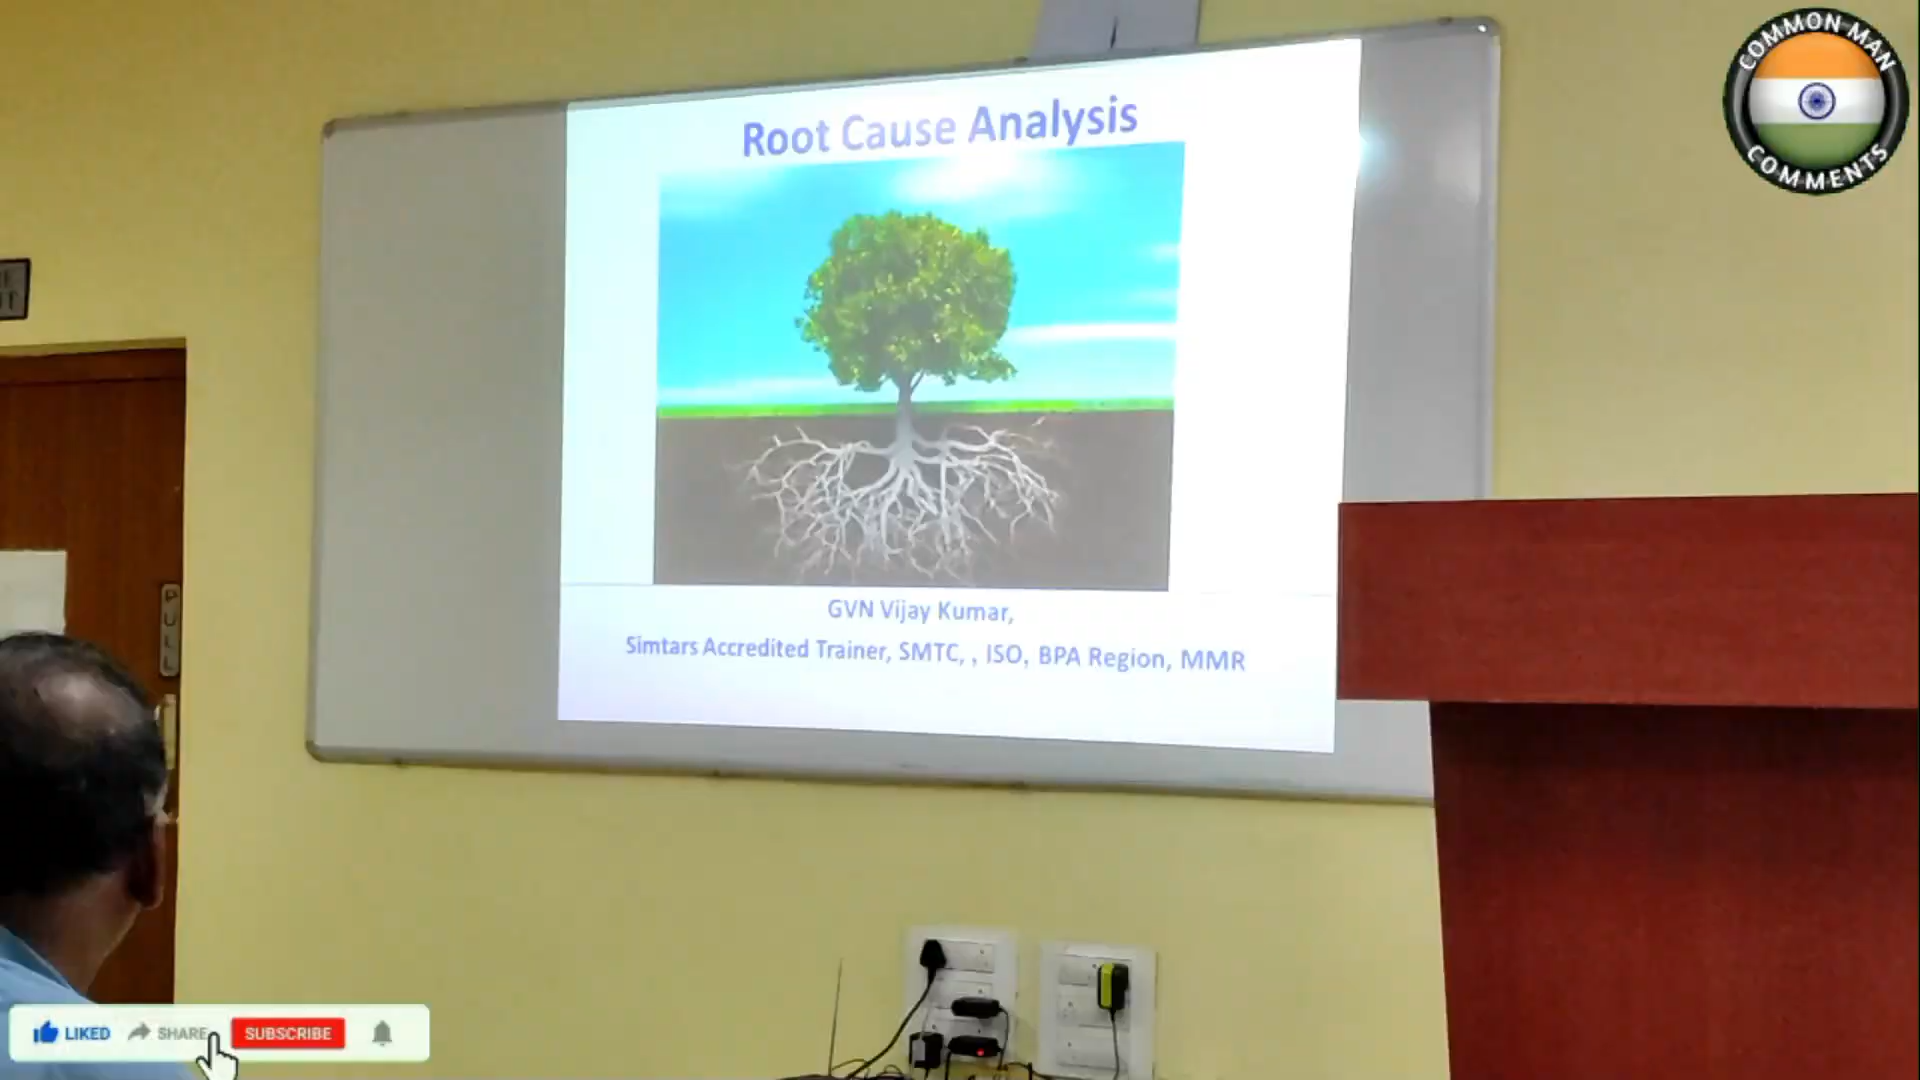 COMMON MAN
COMMENTS
Root Cause Analysis
PULL
GVN Vijay Kumar,
Simtars Accredited Trainer, SMTC, , ISO, BPA Region, MMR
LIKED SHARE SUBSCRIBE